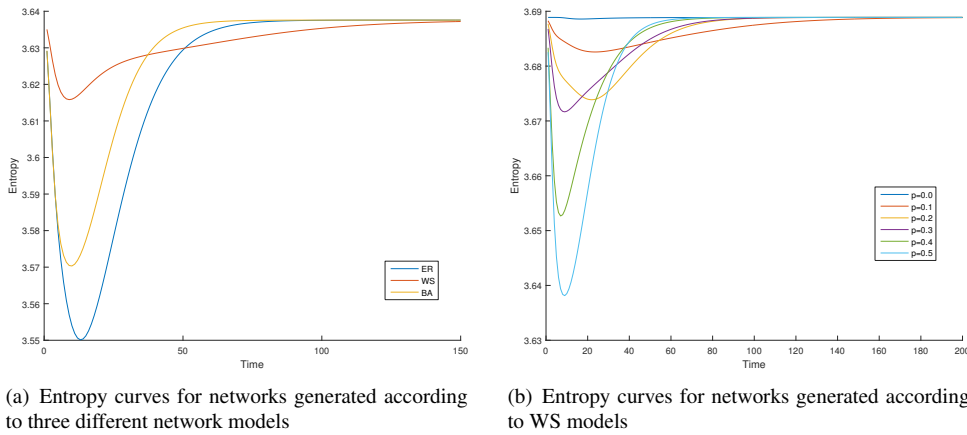 3.64
3.63
3.62
3.61
3.6
3.59
3.58
3.57
3.56
3.55
Entropy
0
50
100
150
Time
ER
WS
BA
3.69
3.68
3.67
3.66
3.65
3.64
3.63
Entropy
0
20
40
60
80
100
120
140
160
180
200
Time
p=0.0
p=0.1
p=0.2
p=0.3
p=0.4
p=0.5
(a) Entropy curves for networks generated according
to three different network models
(b) Entropy curves for networks generated according
to WS models